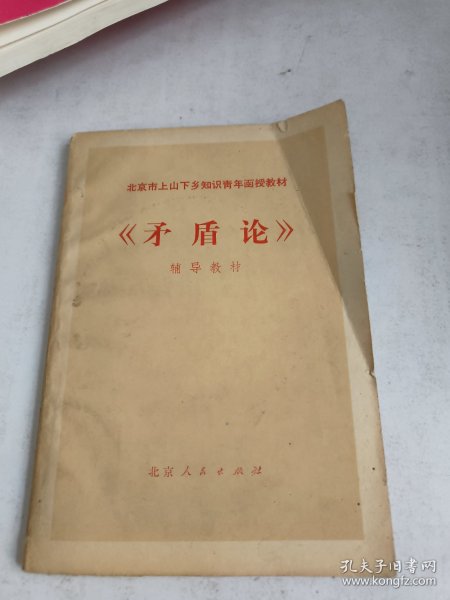 北京市上山下乡知识青年函授教材
《矛盾论》
辅导教材
北京人民出版社
孔夫子旧书网
www.kongfz.com